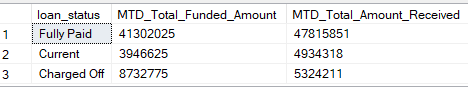 loan_status MTD_Total_Funded_Amount MTD_Total_Amount_Received
1 Fully Paid 41302025 47815851
2 Current 3946625 4934318
3 Charged Off 8732775 5324211